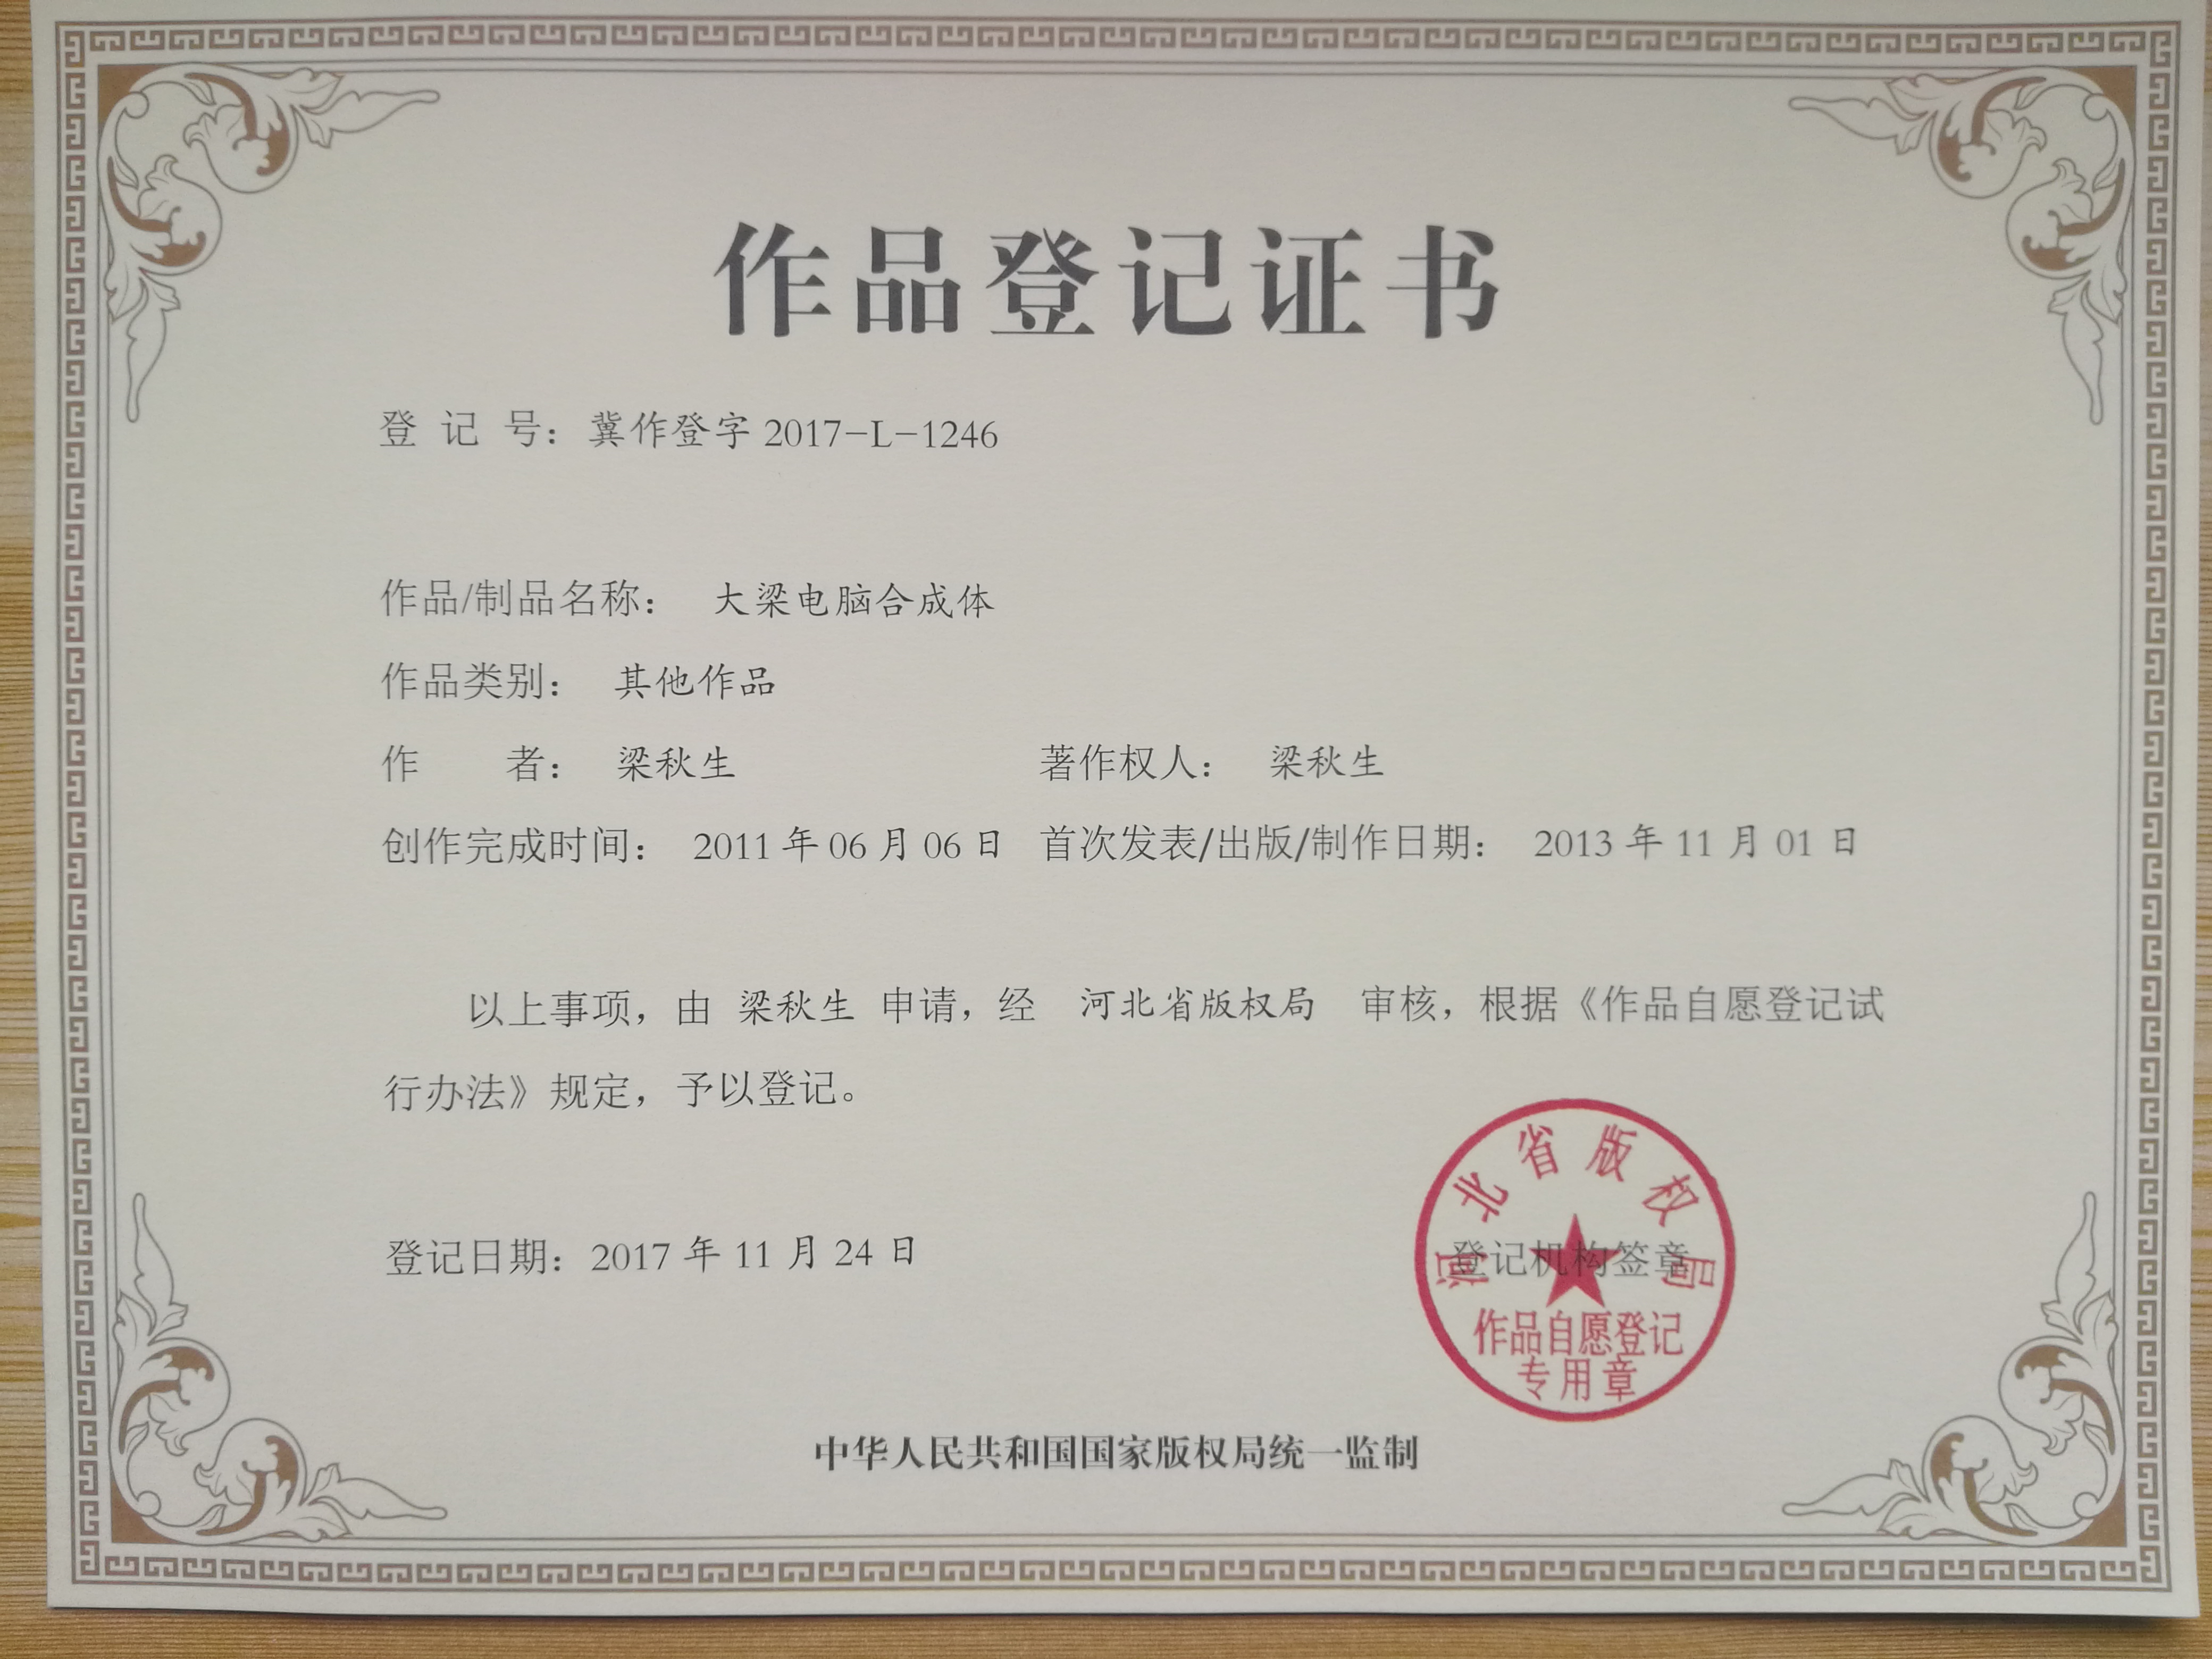 作品登记证书
登 记 号：冀作登字 2017-L-1246
作品/制品名称： 大梁电脑合成体
作品类别： 其他作品
作 者： 梁秋生 著作权人： 梁秋生
创作完成时间： 2011 年 06 月 06 日 首次发表/出版/制作日期： 2013 年 11 月 01 日
以上事项，由 梁秋生 申请，经 河北省版权局 审核，根据《作品自愿登记试
行办法》规定，予以登记。
登记日期：2017 年 11 月 24 日
登记机构签章
河北省版权局
作品自愿登记
专用章
中华人民共和国国家版权局统一监制